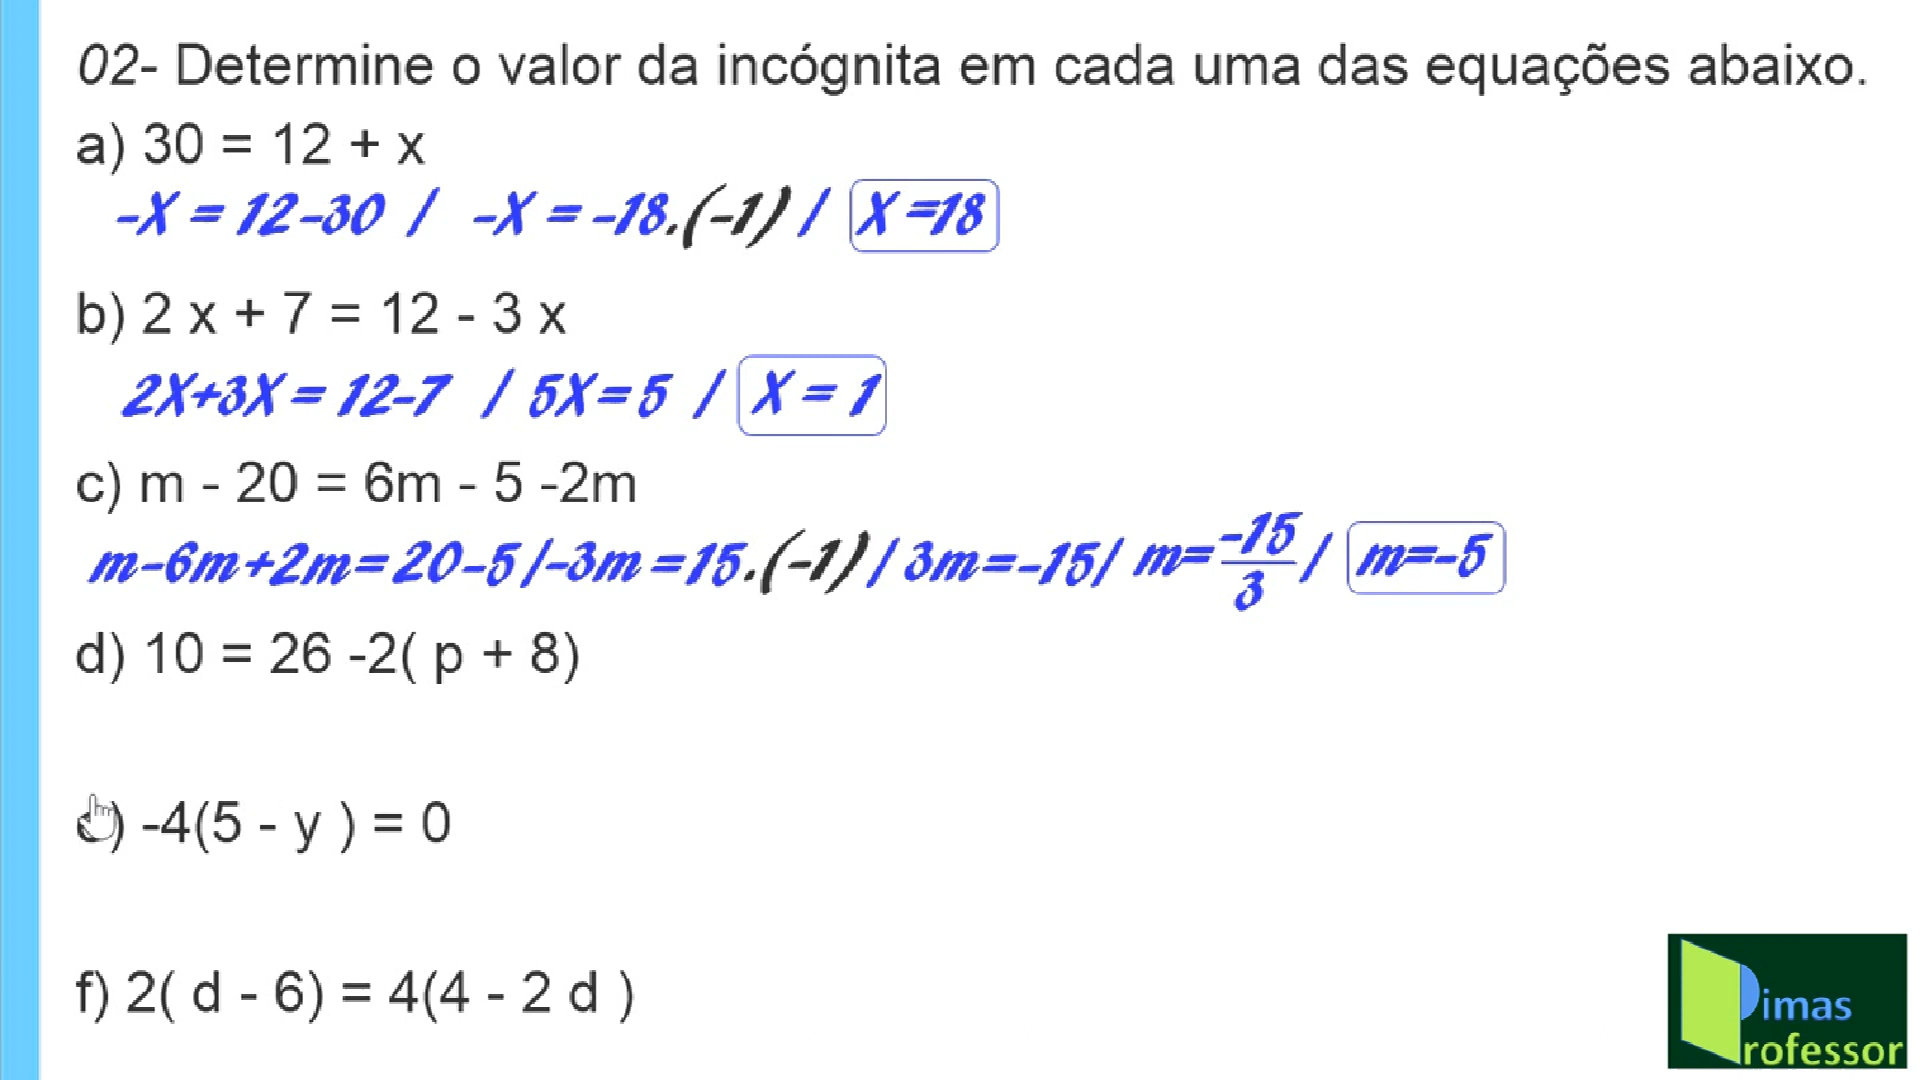 02- Determine o valor da incógnita em cada uma das equações abaixo.
a) 30 = 12 + x
-X = 12-30 / -X = -18.(-1) / X =18
b) 2 x + 7 = 12 - 3 x
2X+3X = 12-7 / 5X=5 / X = 1
c) m - 20 = 6m - 5 -2m
m-6m+2m=20-5/-3m=15.(-1)/3m=-15/ m=-15/3 / m=-5
d) 10 = 26 -2( p + 8)
e) -4(5 - y ) = 0
f) 2( d - 6) = 4(4 - 2 d )
Dimas
Professor